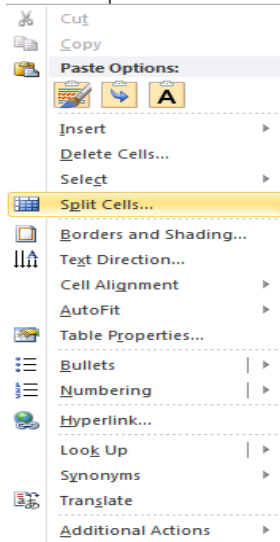 Cut
Copy
Paste Options:
A
Insert
Delete Cells...
Select
Split Cells...
Borders and Shading...
Text Direction...
Cell Alignment
AutoFit
Table Properties...
Bullets
Numbering
Hyperlink...
Look Up
Synonyms
Translate
Additional Actions